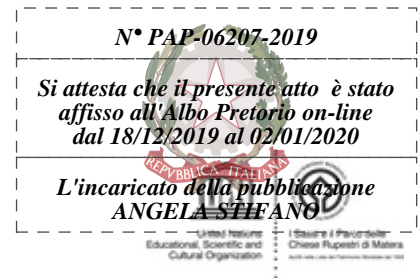 N° PAP-06207-2019
Si attesta che il presente atto è stato
affisso all'Albo Pretorio on-line
dal 18/12/2019 al 02/01/2020
REPVBBLICA ITALIANA
L'incaricato della pubblicazione
ANGELA STIFANO
United Nations
Educational, Scientific and
Cultural Organization
I Sassi e il Parco delle
Chiese Rupestri di Matera